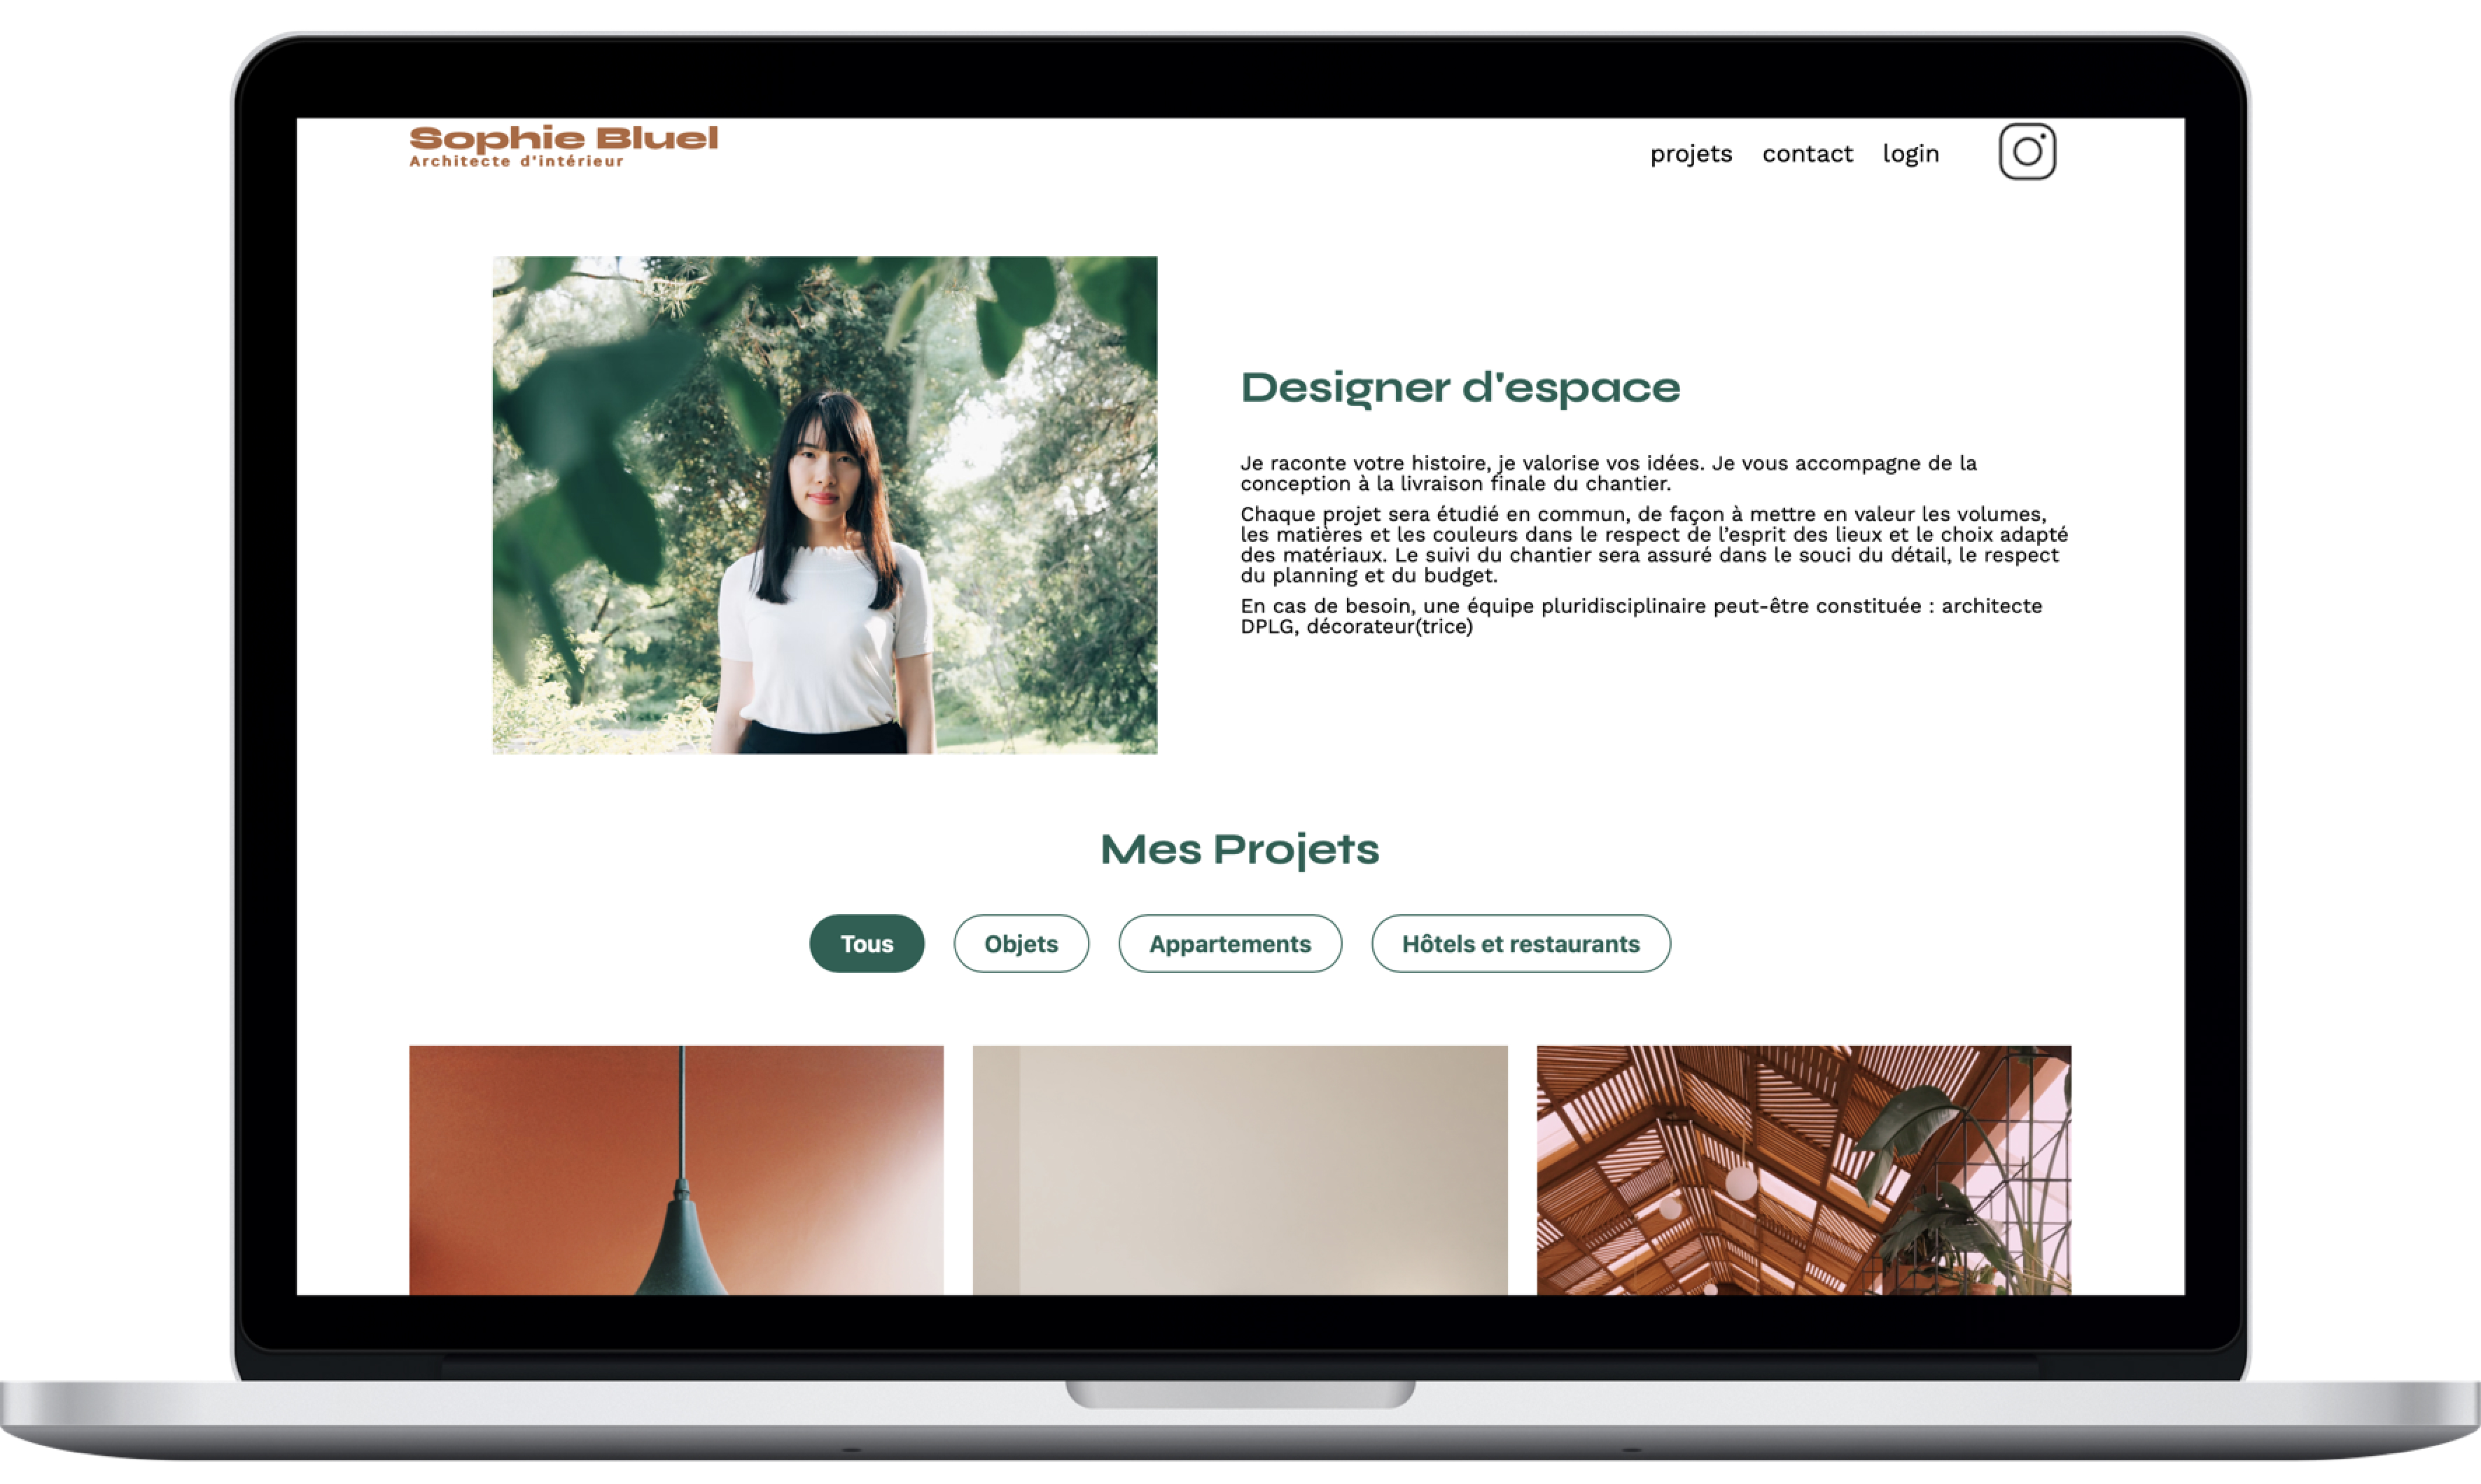 Sophie Bluel
Architecte d'intérieur
projets contact login
Designer d'espace
Je raconte votre histoire, je valorise vos idées. Je vous accompagne de la
conception à la livraison finale du chantier.
Chaque projet sera étudié en commun, de façon à mettre en valeur les volumes,
les matières et les couleurs dans le respect de l’esprit des lieux et le choix adapté
des matériaux. Le suivi du chantier sera assuré dans le souci du détail, le respect
du planning et du budget.
En cas de besoin, une équipe pluridisciplinaire peut-être constituée : architecte
DPLG, décorateur(trice)
Mes Projets
Tous Objets Appartements Hôtels et restaurants